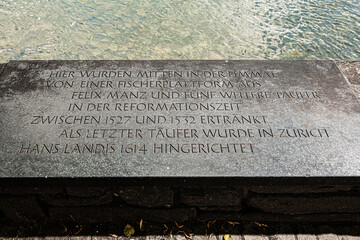 HIER WURDEN MITTEN IN DER LIMMAT
VON EINER FISCHERPLATTFORM AUS
FELIX MANZ UND FÜNF WEITERE TÄUFER
IN DER REFORMATIONSZEIT
ZWISCHEN 1527 UND 1532 ERTRÄNKT.
ALS LETZTER TÄUFER WURDE IN ZÜRICH
HANS LANDIS 1614 HINGERICHTET.